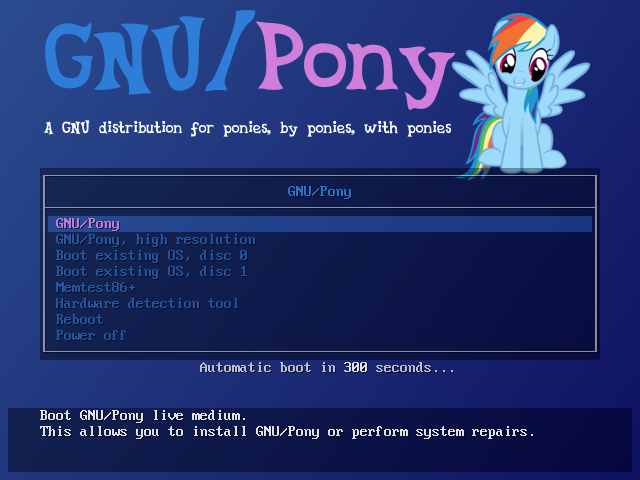 GNU/Pony
A GNU distribution for ponies, by ponies, with ponies
GNU/Pony
GNU/Pony
GNU/Pony, high resolution
Boot existing OS, disc 0
Boot existing OS, disc 1
Memtest86+
Hardware detection tool
Reboot
Power off
Automatic boot in 300 seconds...
Boot GNU/Pony live medium.
This allows you to install GNU/Pony or perform system repairs.